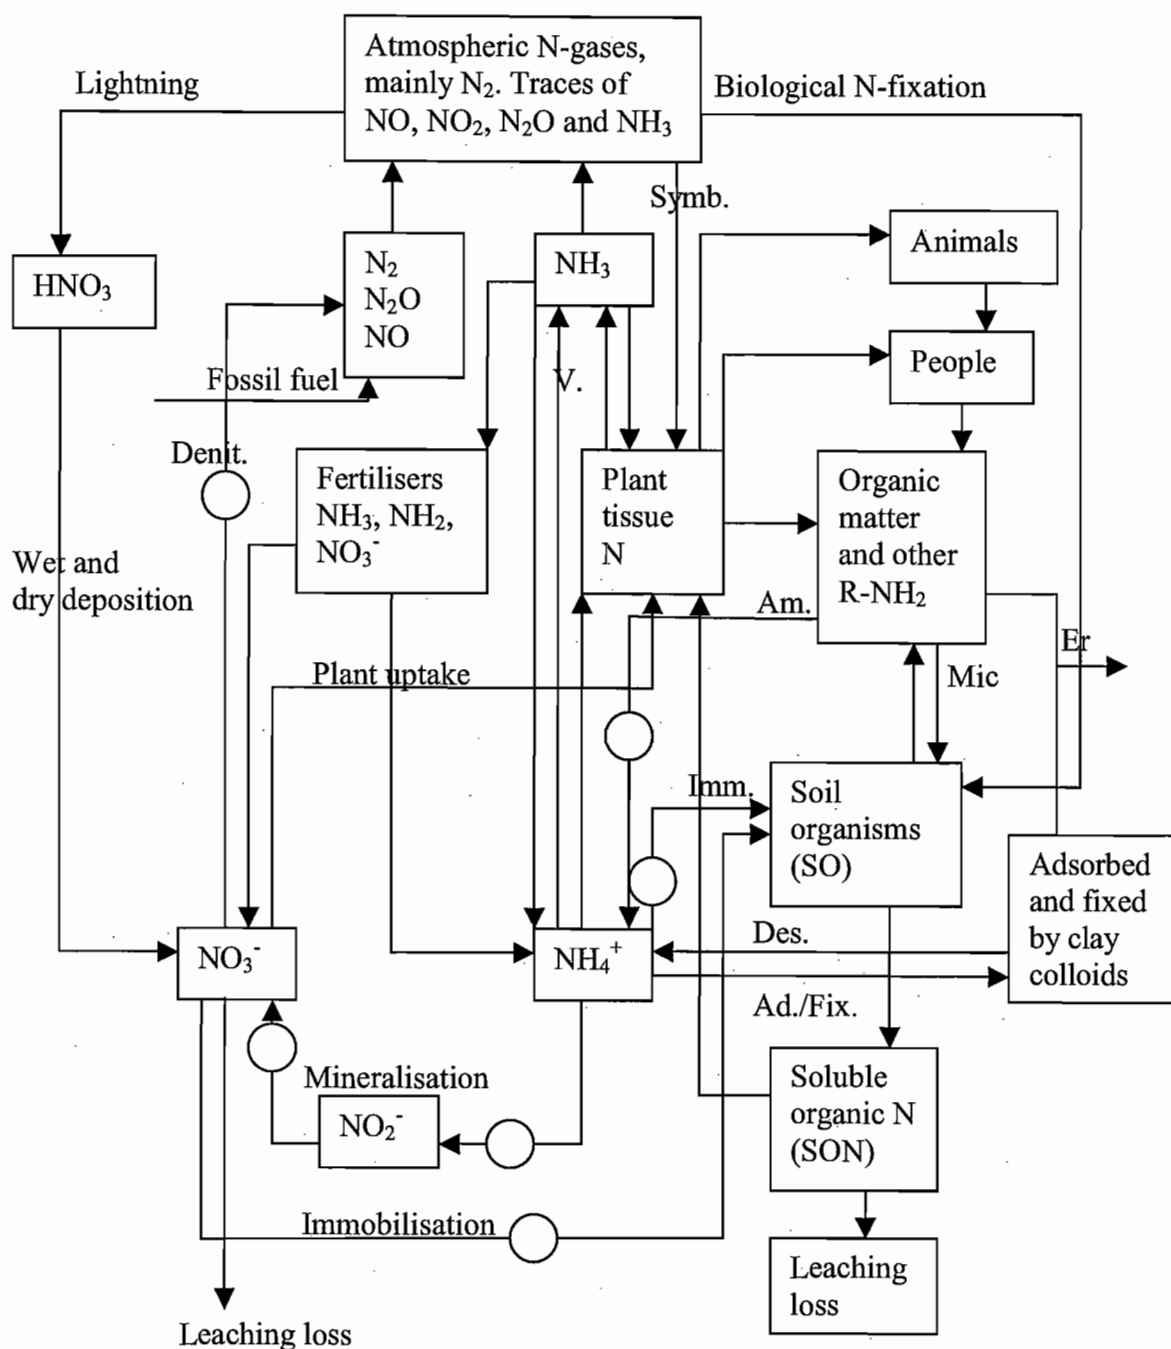 Atmospheric N-gases,
mainly N₂. Traces of
NO, NO₂, N₂O and NH₃
Lightning
Biological N-fixation
Symb.
Animals
HNO₃
N₂
N₂O
NO
NH₃
People
Fossil fuel
V.
Denit.
Fertilisers
NH₃, NH₂,
NO₃⁻
Plant
tissue
N
Organic
matter
and other
R-NH₂
Wet and
dry deposition
Am.
Er
Plant uptake
Mic
Imm.
Soil
organisms
(SO)
Adsorbed
and fixed
by clay
colloids
NO₃⁻
NH₄⁺
Des.
Ad./Fix.
Mineralisation
NO₂⁻
Soluble
organic N
(SON)
Immobilisation
Leaching
loss
Leaching loss